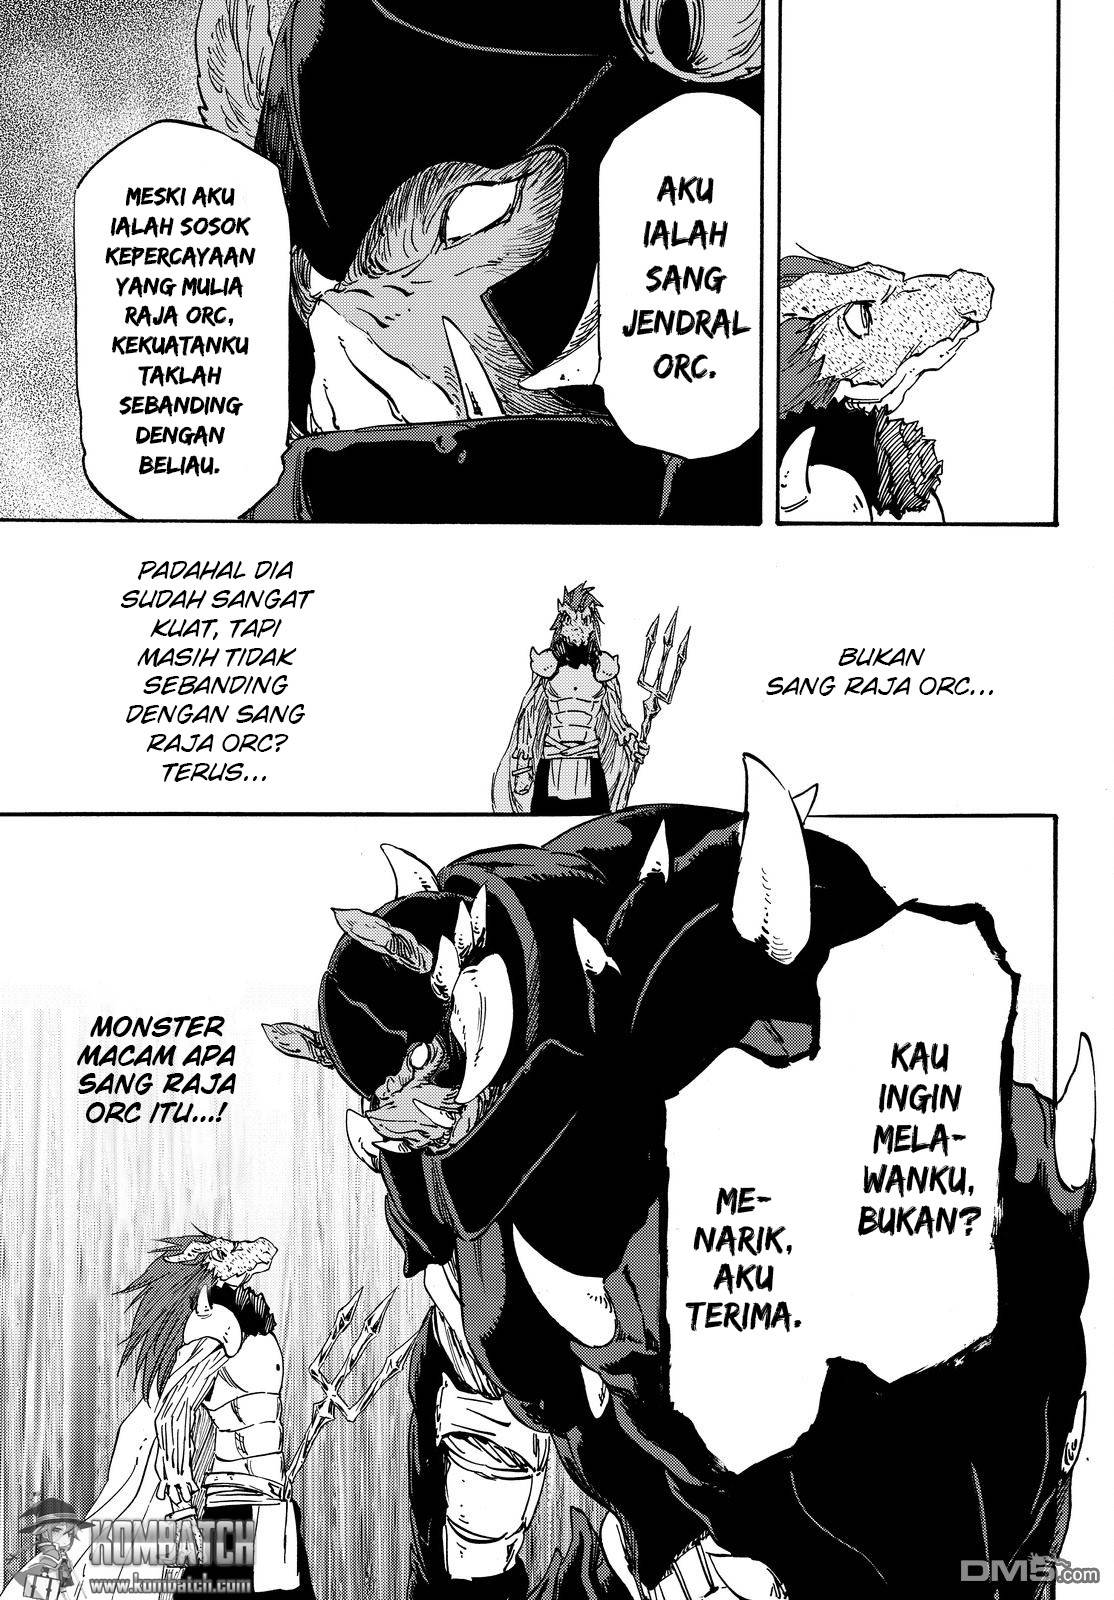 AKU
IALAH
SANG
JENDRAL
ORC.
MESKI AKU
IALAH SOSOK
KEPERCAYAAN
YANG MULIA
RAJA ORC,
KEKUATANKU
TAKLAH
SEBANDING
DENGAN
BELIAU.
BUKAN
SANG RAJA ORC...
PADAHAL DIA
SUDAH SANGAT
KUAT, TAPI
MASIH TIDAK
SEBANDING
DENGAN SANG
RAJA ORC?
TERUS...
KAU
INGIN
MELA-
WANKU,
BUKAN?
ME-
NARIK,
AKU
TERIMA.
MONSTER
MACAM APA
SANG RAJA
ORC ITU...!
KOMBATCH
www.kombatch.com
DM5.com